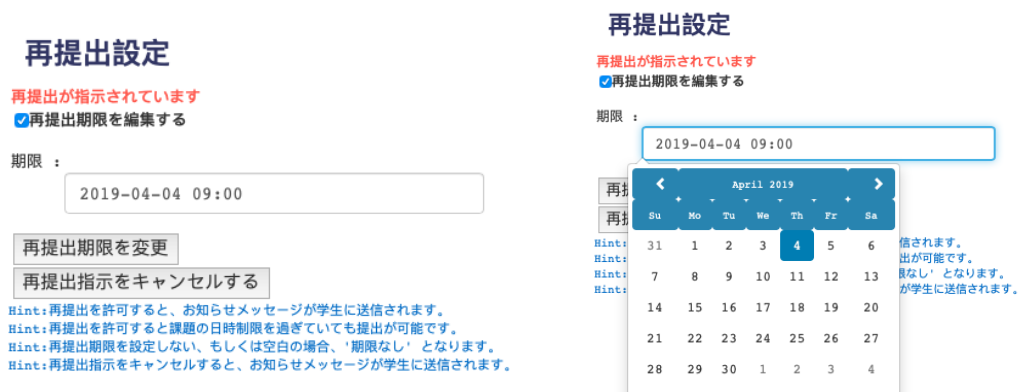 再提出設定
再提出が指示されています
再提出期限を編集する
期限 :
2019-04-04 09:00
再提出期限を変更
再提出指示をキャンセルする
Hint:再提出を許可すると、お知らせメッセージが学生に送信されます。
Hint:再提出を許可すると課題の日時制限を過ぎていても提出が可能です。
Hint:再提出期限を設定しない、もしくは空白の場合、'期限なし' となります。
Hint:再提出指示をキャンセルすると、お知らせメッセージが学生に送信されます。
再提出設定
再提出が指示されています
再提出期限を編集する
期限 :
2019-04-04 09:00
April 2019
Su Mo Tu We Th Fr Sa
31 1 2 3 4 5 6
7 8 9 10 11 12 13
14 15 16 17 18 19 20
21 22 23 24 25 26 27
28 29 30 1 2 3 4
再
再
Hint: 信されます。
Hint: 出が可能です。
Hint: 限なし' となります。
Hint: が学生に送信されます。